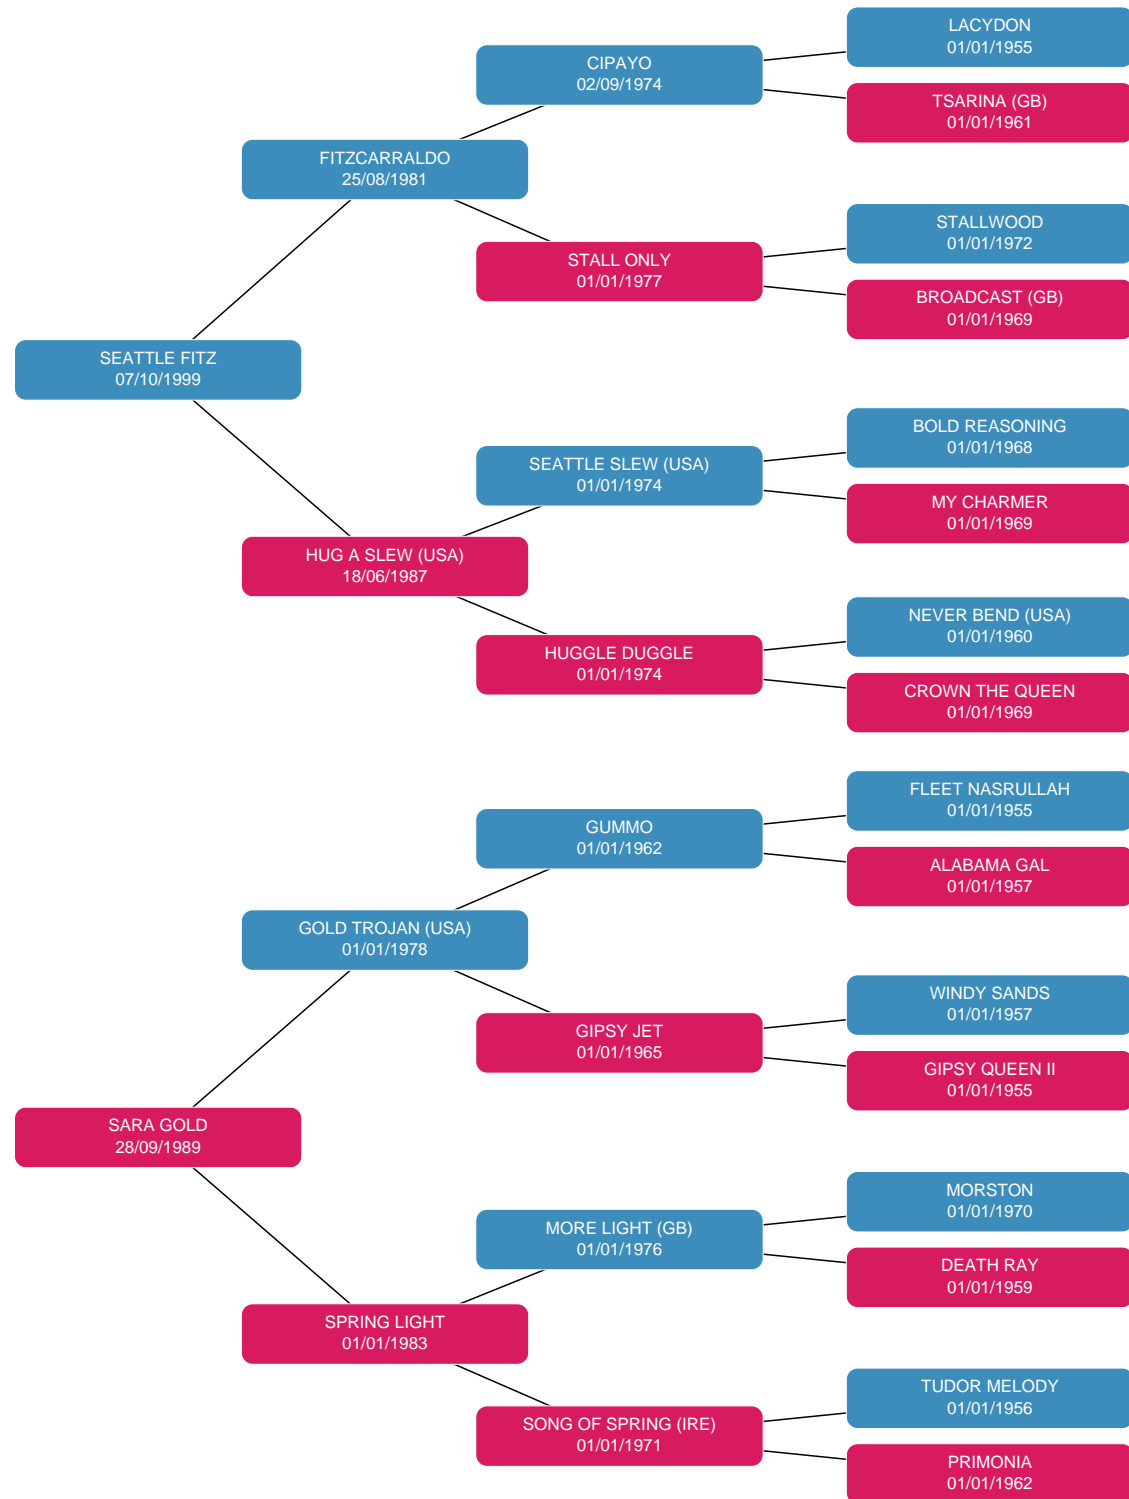 LACYDON
01/01/1955
CIPAYO
02/09/1974
TSARINA (GB)
01/01/1961
FITZCARRALDO
25/08/1981
STALLWOOD
01/01/1972
STALL ONLY
01/01/1977
BROADCAST (GB)
01/01/1969
SEATTLE FITZ
07/10/1999
BOLD REASONING
01/01/1968
SEATTLE SLEW (USA)
01/01/1974
MY CHARMER
01/01/1969
HUG A SLEW (USA)
18/06/1987
NEVER BEND (USA)
01/01/1960
HUGGLE DUGGLE
01/01/1974
CROWN THE QUEEN
01/01/1969
FLEET NASRULLAH
01/01/1955
GUMMO
01/01/1962
ALABAMA GAL
01/01/1957
GOLD TROJAN (USA)
01/01/1978
WINDY SANDS
01/01/1957
GIPSY JET
01/01/1965
GIPSY QUEEN II
01/01/1955
SARA GOLD
28/09/1989
MORSTON
01/01/1970
MORE LIGHT (GB)
01/01/1976
DEATH RAY
01/01/1959
SPRING LIGHT
01/01/1983
TUDOR MELODY
01/01/1956
SONG OF SPRING (IRE)
01/01/1971
PRIMONIA
01/01/1962